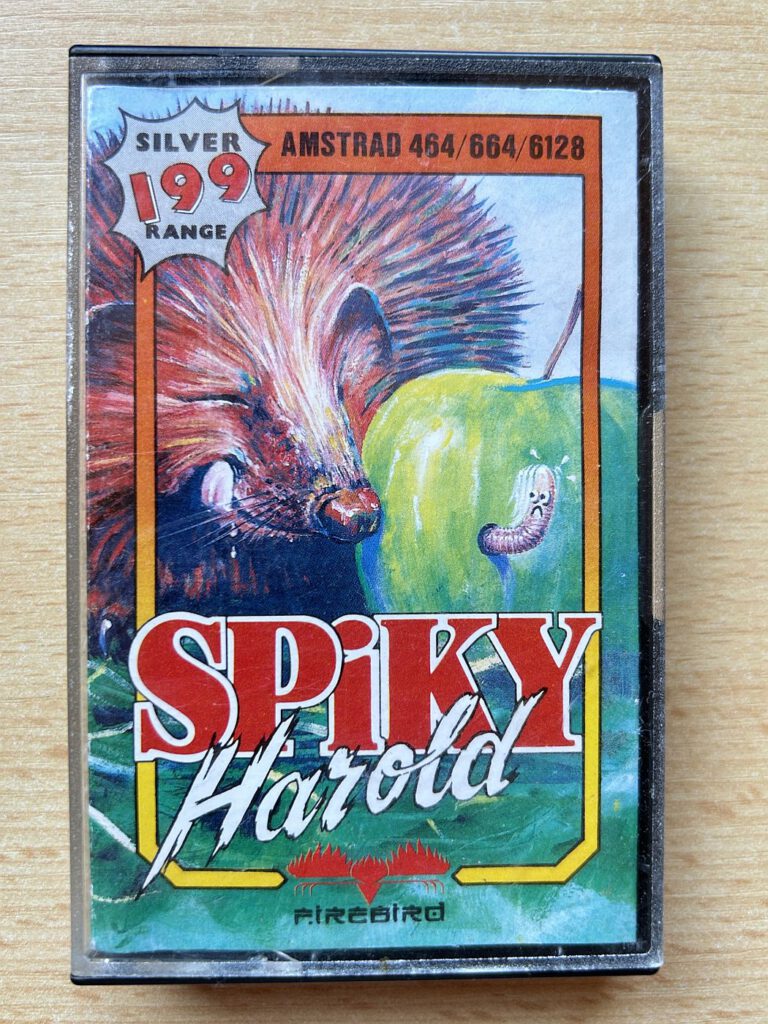 SILVER
199
RANGE
AMSTRAD 464/664/6128
SPiKY
Harold
FIREBIRD